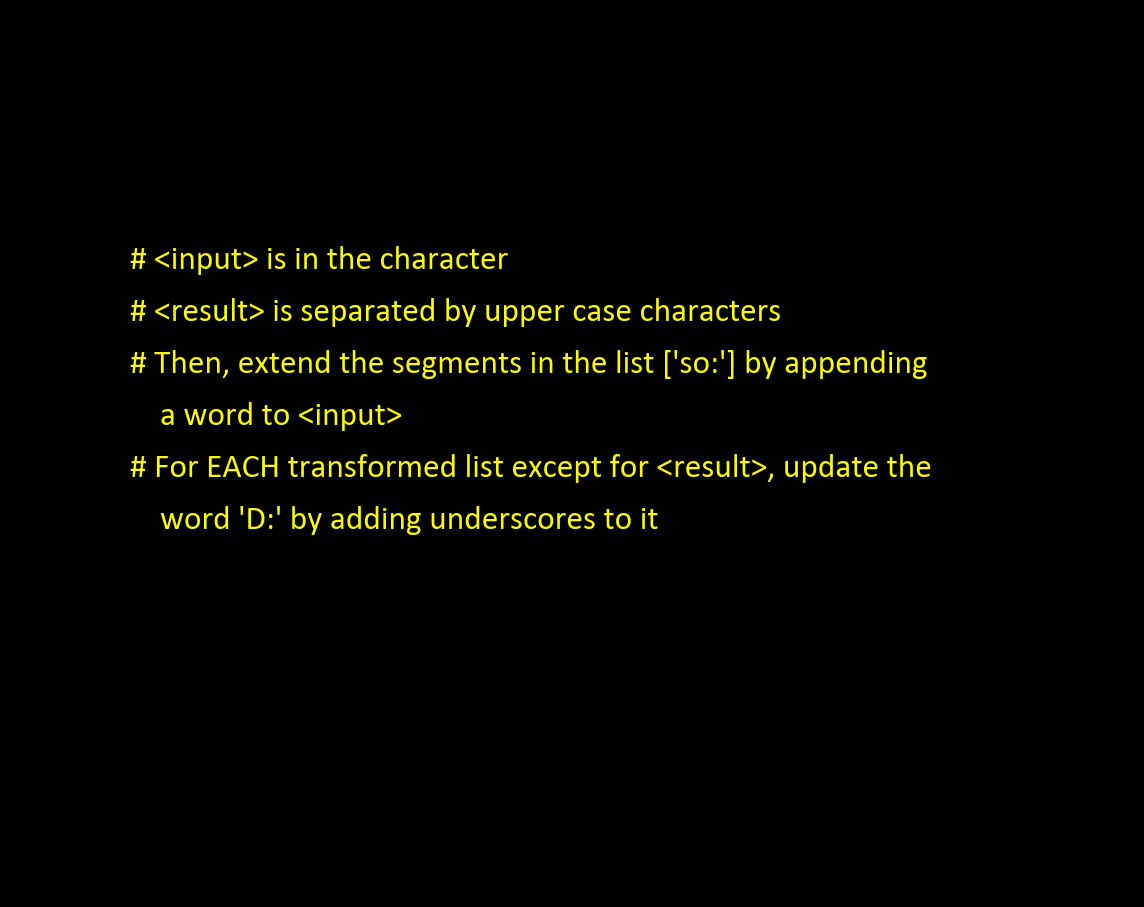 # <input> is in the character
# <result> is separated by upper case characters
# Then, extend the segments in the list ['so:'] by appending
a word to <input>
# For EACH transformed list except for <result>, update the
word 'D:' by adding underscores to it